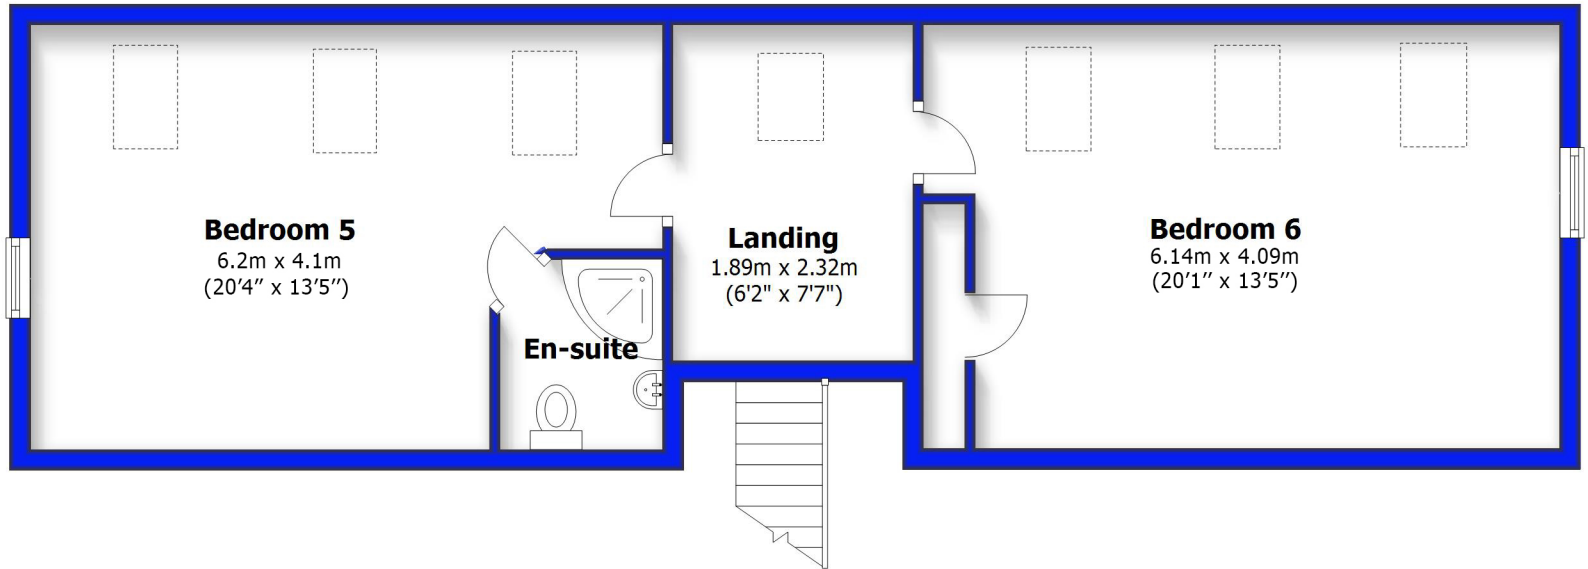 Bedroom 5
6.2m x 4.1m
(20’4’’ x 13’5’’)
En-suite
Landing
1.89m x 2.32m
(6'2" x 7'7")
Bedroom 6
6.14m x 4.09m
(20’1’’ x 13’5’’)